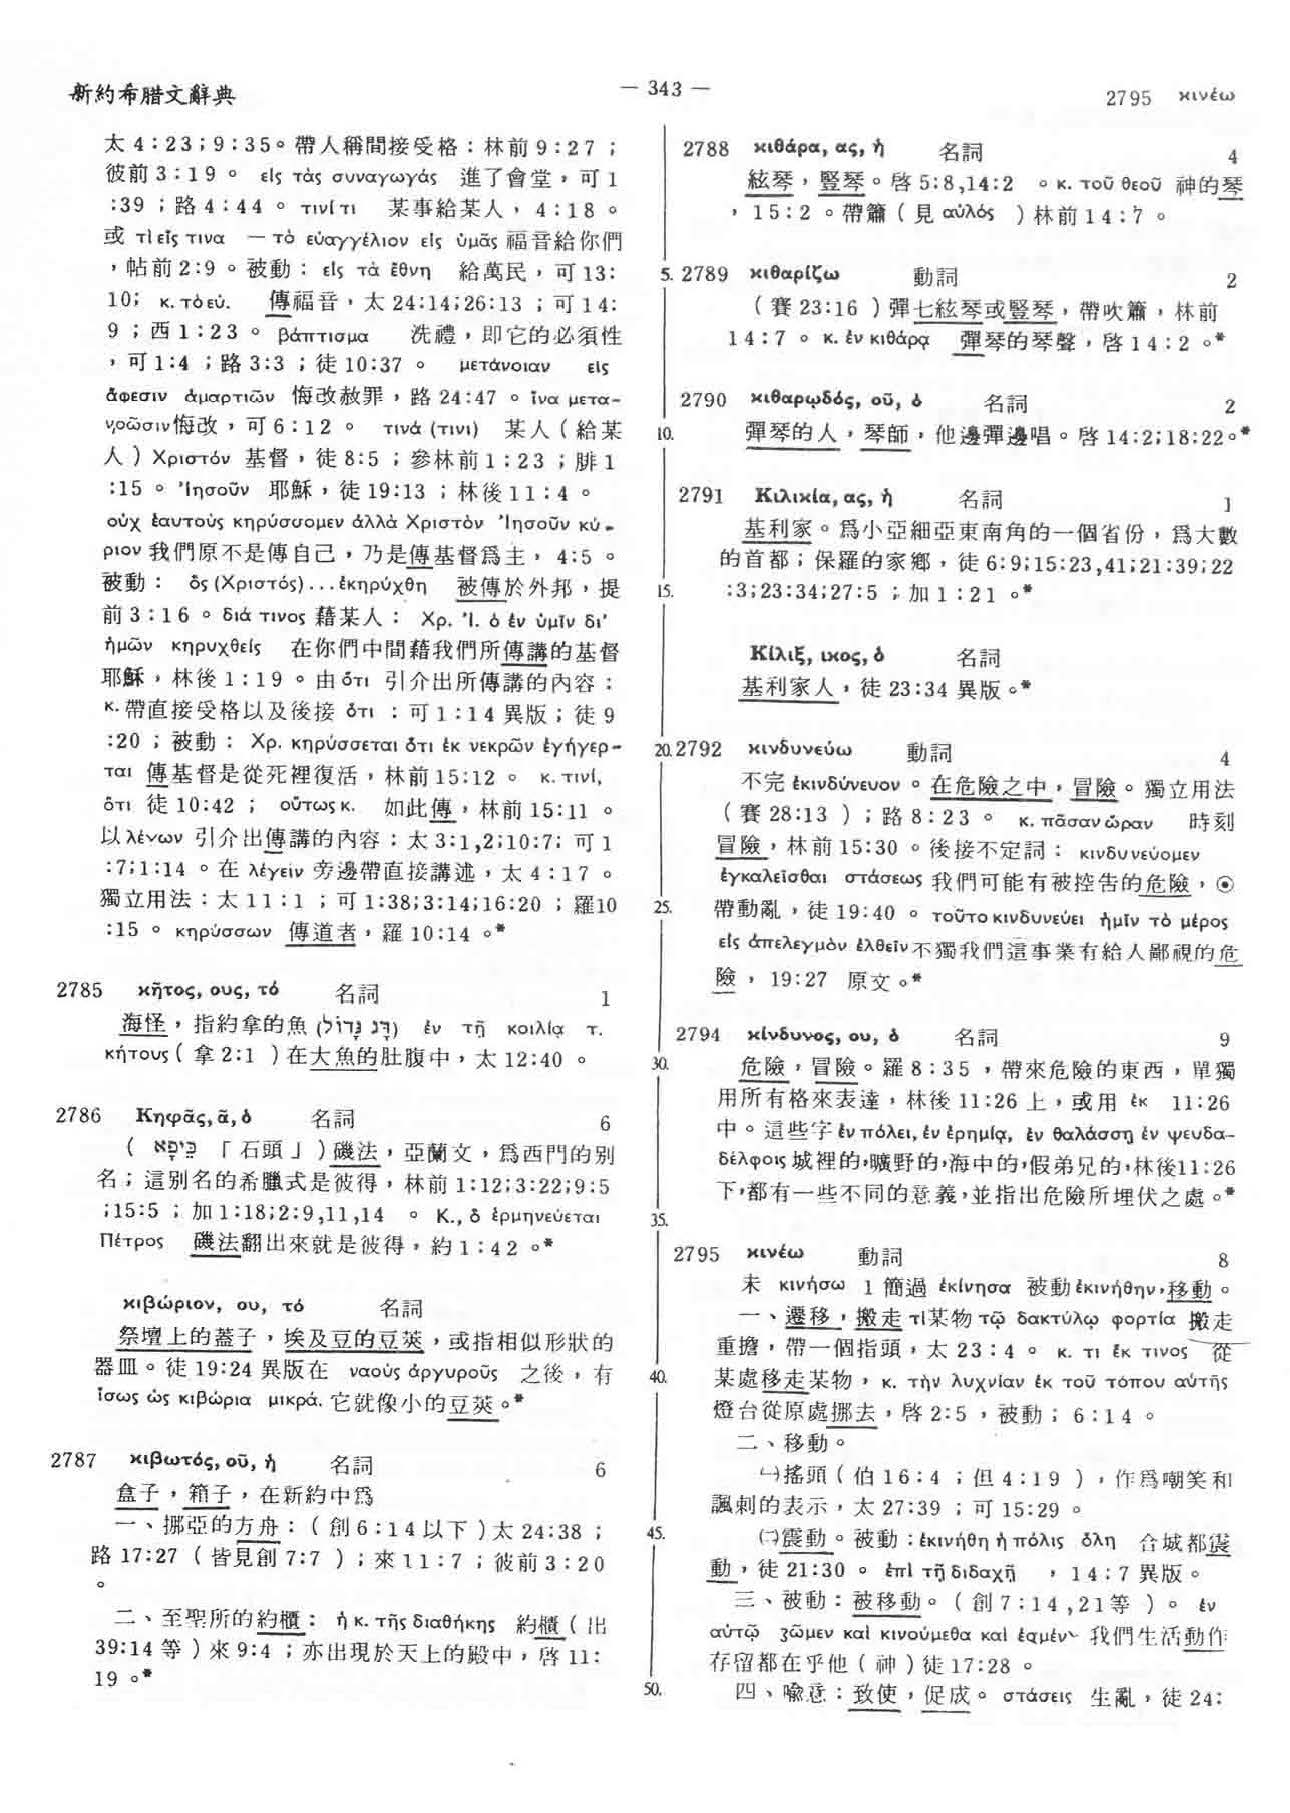 新約希腊文辭典
— 343 —
2795 κινέω
太 4:23;9:35。帶人稱間接受格：林前 9:27；
彼前 3:19。 εἰς τὰς συναγωγάς 進了會堂，可 1
:39；路 4:44。 τινί τι 某事給某人，4:18。
或 τὶ εἴς τινα —τὸ εὐαγγέλιον εἰς ὑμᾶς 福音給你們
，帖前 2:9。被動：εἰς τὰ ἔθνη 給萬民，可 13:
10; κ. τὸ εὐ. 傳福音，太 24:14;26:13；可 14:
9；西 1:23。 βάπτισμα 洗禮，即它的必須性
，可 1:4；路 3:3；徒 10:37。 μετάνοιαν εἰς
ἄφεσιν ἁμαρτιῶν 悔改赦罪，路 24:47。ἵνα μετα-
νοῶσιν 悔改，可 6:12。 τινά (τινι) 某人（給某
人）Χριστόν 基督，徒 8:5；參林前 1:23；腓 1
:15。Ἰησοῦν 耶穌，徒 19:13；林後 11:4。
οὐχ ἑαυτοὺς κηρύσσομεν ἀλλὰ Χριστὸν Ἰησοῦν κύ-
ριον 我們原不是傳自己，乃是傳基督爲主，4:5。
被動： ὃς (Χριστός)...ἐκηρύχθη 被傳於外邦，提
前 3:16。διά τινος 藉某人： Χρ. Ἰ. ὁ ἐν ὑμῖν δι'
ἡμῶν κηρυχθείς 在你們中間藉我們所傳講的基督
耶穌，林後 1:19。由 ὅτι 引介出所傳講的內容：
κ. 帶直接受格以及後接 ὅτι：可 1:14 異版；徒 9
:20；被動： Χρ. κηρύσσεται ὅτι ἐκ νεκρῶν ἐγήγερ-
ται 傳基督是從死裡復活，林前 15:12。 κ. τινί,
ὅτι 徒 10:42； οὕτως κ. 如此傳，林前 15:11。
以 λέγων 引介出傳講的內容：太 3:1,2;10:7; 可 1
:7;1:14。在 λέγειν 旁邊帶直接講述，太 4:17。
獨立用法：太 11:1；可 1:38;3:14;16:20；羅 10
:15。 κηρύσσων 傳道者，羅 10:14。*
2785 κῆτος, ους, τό 名詞 1
海怪，指約拿的魚 (דָּג גָּדוֹל) ἐν τῇ κοιλίᾳ τ.
κήτους（拿 2:1）在大魚的肚腹中，太 12:40。
2786 Κηφᾶς, ᾶ, ὁ 名詞 6
（ כֵּיפָא 「石頭」）磯法，亞蘭文，爲西門的别
名；這别名的希臘式是彼得，林前 1:12;3:22;9:5
;15:5；加 1:18;2:9,11,14 。 Κ., ὃ ἑρμηνεύεται
Πέτρος 磯法翻出來就是彼得，約 1:42。*
κιβώριον, ου, τό 名詞
祭壇上的蓋子，埃及豆的豆莢，或指相似形狀的
器皿。徒 19:24 異版在 ναοὺς ἀργυροῦς 之後，有
ἴσως ὡς κιβώρια μικρά. 它就像小的豆莢。*
2787 κιβωτός, οῦ, ἡ 名詞 6
盒子，箱子，在新約中爲
一、挪亞的方舟：（創 6:14 以下）太 24:38；
路 17:27（皆見創 7:7）；來 11:7；彼前 3:20
。
二、至聖所的約櫃： ἡ κ. τῆς διαθήκης 約櫃（出
39:14 等）來 9:4；亦出現於天上的殿中，啓 11:
19。*
2788 κιθάρα, ας, ἡ 名詞 4
絃琴，豎琴。啓 5:8,14:2 。κ. τοῦ θεοῦ 神的琴
，15:2。帶簫（見 αὐλός ）林前 14:7。
5. 2789 κιθαρίζω 動詞 2
（賽 23:16）彈七絃琴或豎琴，帶吹簫，林前
14:7。 κ. ἐν κιθάρᾳ 彈琴的琴聲，啓 14:2。*
2790 κιθαρῳδός, οῦ, ὁ 名詞 2
10. 彈琴的人，琴師，他邊彈邊唱。啓 14:2;18:22。*
2791 Κιλικία, ας, ἡ 名詞 1
基利家。爲小亞細亞東南角的一個省份，爲大數
的首都；保羅的家鄉，徒 6:9;15:23,41;21:39;22
15. :3;23:34;27:5；加 1:21。*
Κίλιξ, ικος, ὁ 名詞
基利家人，徒 23:34 異版。*
20. 2792 κινδυνεύω 動詞 4
不完 ἐκινδύνευον。在危險之中，冒險。獨立用法
（賽 28:13）；路 8:23。 κ. πᾶσαν ὥραν 時刻
冒險，林前 15:30。後接不定詞： κινδυνεύομεν
ἐγκαλεῖσθαι στάσεως 我們可能有被控告的危險，⊙
25. 帶動亂，徒 19:40。τοῦτο κινδυνεύει ἡμῖν τὸ μέρος
εἰς ἀπελεγμὸν ἐλθεῖν 不獨我們這事業有給人鄙視的危
險，19:27 原文。*
2794 κίνδυνος, ου, ὁ 名詞 9
30. 危險，冒險。羅 8:35，帶來危險的東西，單獨
用所有格來表達，林後 11:26 上，或用 ἐκ 11:26
中。這些字 ἐν πόλει, ἐν ἐρημίᾳ, ἐν θαλάσσῃ ἐν ψευδα-
δέλφοις 城裡的，曠野的，海中的，假弟兄的，林後 11:26
下，都有一些不同的意義，並指出危險所埋伏之處。*
35.
2795 κινέω 動詞 8
未 κινήσω 1 簡過 ἐκίνησα 被動 ἐκινήθην，移動。
一、遷移，搬走 τὶ 某物 τῷ δακτύλῳ φορτία 搬走
重擔，帶一個指頭，太 23:4。 κ. τι ἔκ τινος 從
40. 某處移走某物，κ. τὴν λυχνίαν ἐκ τοῦ τόπου αὐτῆς
燈台從原處挪去，啓 2:5，被動；6:14。
二、移動。
㈠搖頭（伯 16:4；但 4:19），作爲嘲笑和
諷刺的表示，太 27:39；可 15:29。
45. ㈡震動。被動：ἐκινήθη ἡ πόλις ὅλη 合城都震
動，徒 21:30。 ἐπὶ τῇ διδαχῇ ，14:7 異版。
三、被動：被移動。（創 7:14,21 等）。ἐν
αὐτῷ ζῶμεν καὶ κινούμεθα καὶ ἐσμέν 我們生活動作
存留都在乎他（神）徒 17:28。
50. 四、喩意：致使，促成。στάσεις 生亂，徒 24: